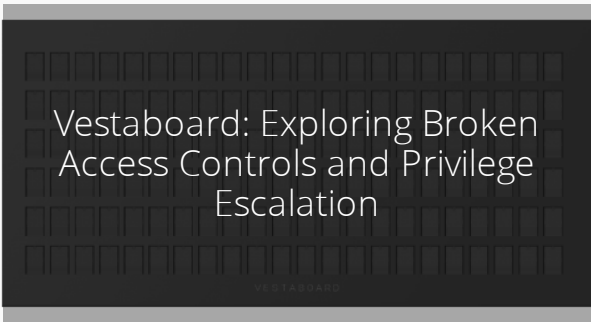 Vestaboard: Exploring Broken
Access Controls and Privilege
Escalation
VESTABOARD